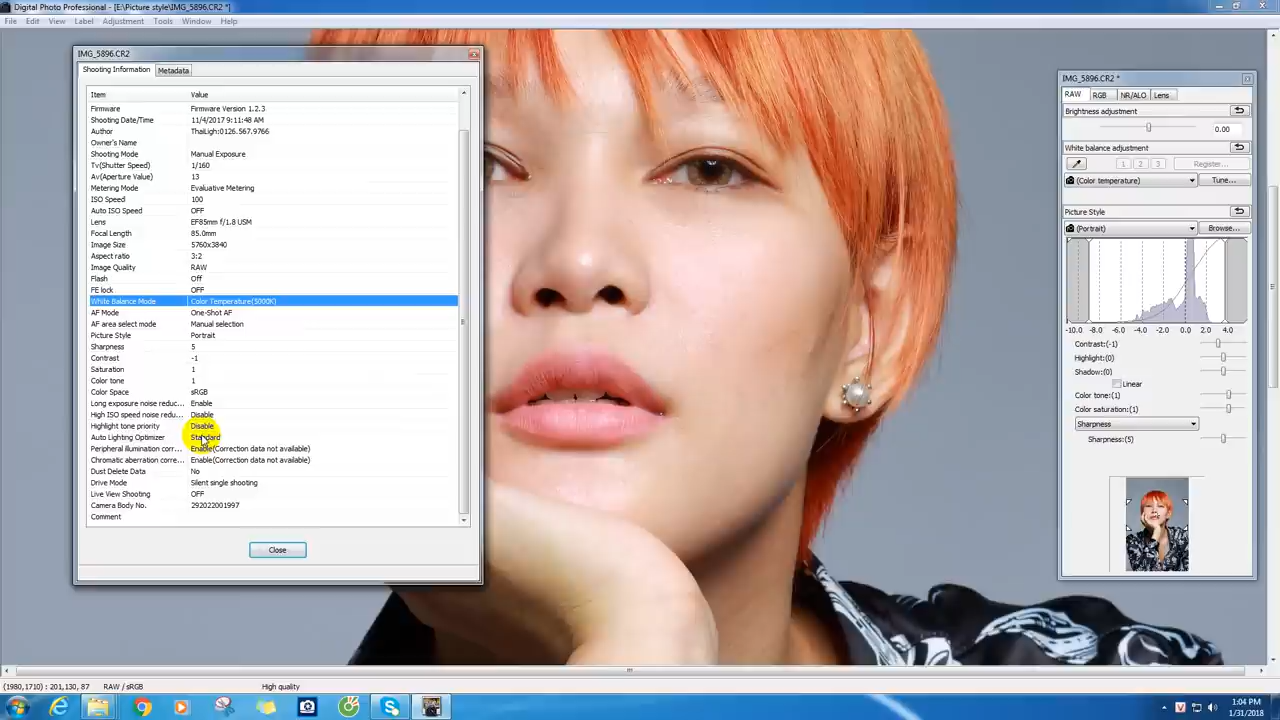 Digital Photo Professional - [E:\Picture style\IMG_5896.CR2 *]
File Edit View Label Adjustment Tools Window Help
IMG_5896.CR2
Shooting Information Metadata
Item Value
Firmware Firmware Version 1.2.3
Shooting Date/Time 11/4/2017 9:11:48 AM
Author ThaiLigh:0126.567.9766
Owner's Name
Shooting Mode Manual Exposure
Tv(Shutter Speed) 1/160
Av(Aperture Value) 13
Metering Mode Evaluative Metering
ISO Speed 100
Auto ISO Speed OFF
Lens EF85mm f/1.8 USM
Focal Length 85.0mm
Image Size 5760x3840
Aspect ratio 3:2
Image Quality RAW
Flash Off
FE lock OFF
White Balance Mode Color Temperature(5000K)
AF Mode One-Shot AF
AF area select mode Manual selection
Picture Style Portrait
Sharpness 5
Contrast -1
Saturation 1
Color tone 1
Color Space sRGB
Long exposure noise reduc... Enable
High ISO speed noise redu... Disable
Highlight tone priority Disable
Auto Lighting Optimizer Standard
Peripheral illumination corr... Enable(Correction data not available)
Chromatic aberration corre... Enable(Correction data not available)
Dust Delete Data No
Drive Mode Silent single shooting
Live View Shooting OFF
Camera Body No. 292022001997
Comment
Close
IMG_5896.CR2 *
RAW RGB NR/ALO Lens
Brightness adjustment
0.00
White balance adjustment
1 2 3 Register...
(Color temperature) Tune...
Picture Style
(Portrait) Browse...
-10.0 -8.0 -6.0 -4.0 -2.0 0.0 2.0 4.0
Contrast:(-1)
Highlight:(0)
Shadow:(0)
Linear
Color tone:(1)
Color saturation:(1)
Sharpness
Sharpness:(5)
(1980,1710) : 201,130, 87 RAW / sRGB High quality
V
1:04 PM
1/31/2018